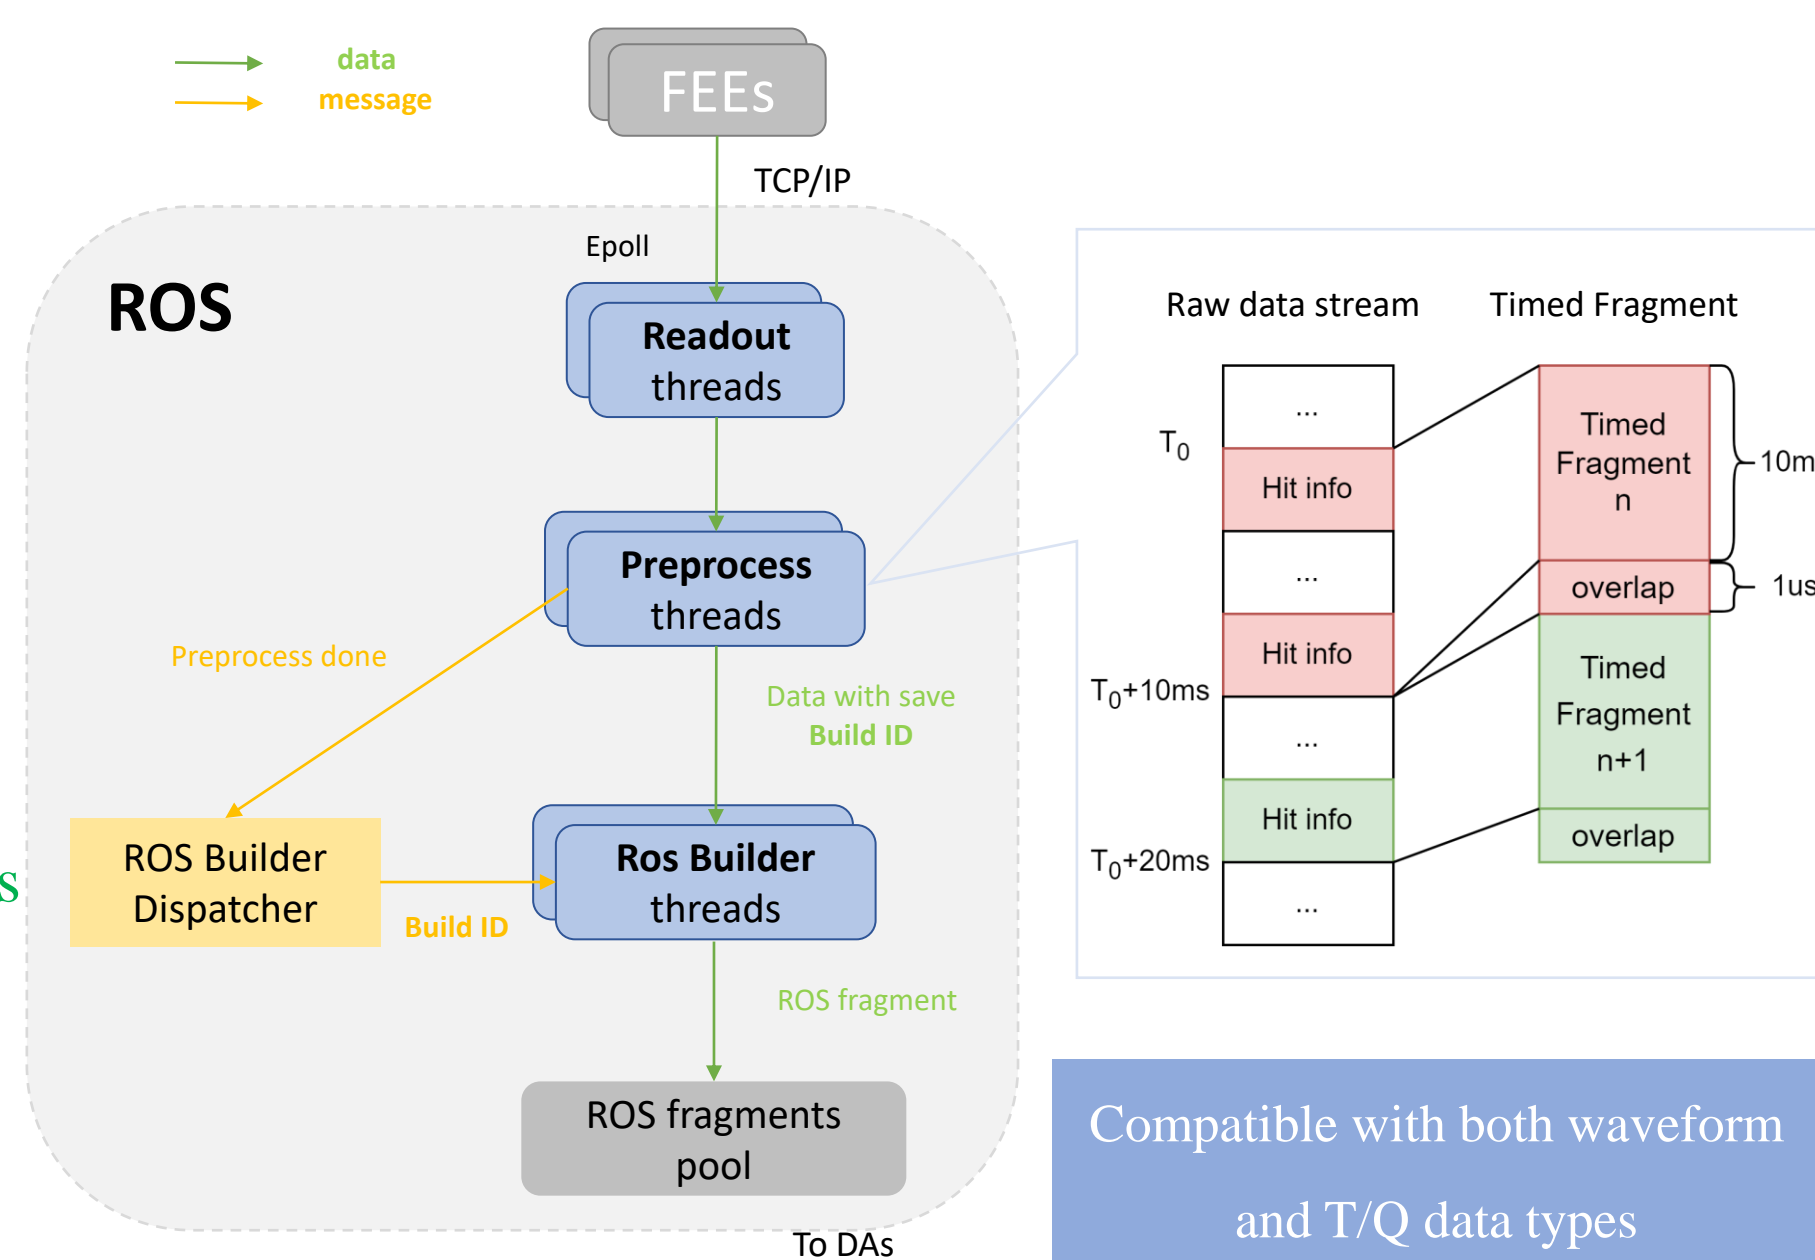 data
message
FEEs
TCP/IP
Epoll
ROS
Readout
threads
Preprocess
threads
Preprocess done
Data with save
Build ID
ROS Builder
Dispatcher
Build ID
Ros Builder
threads
ROS fragment
ROS fragments
pool
To DAs
s
Raw data stream
Timed Fragment
...
T0
Hit info
...
Hit info
T0+10ms
...
Hit info
T0+20ms
...
Timed
Fragment
n
10m
overlap
1us
Timed
Fragment
n+1
overlap
Compatible with both waveform
and T/Q data types